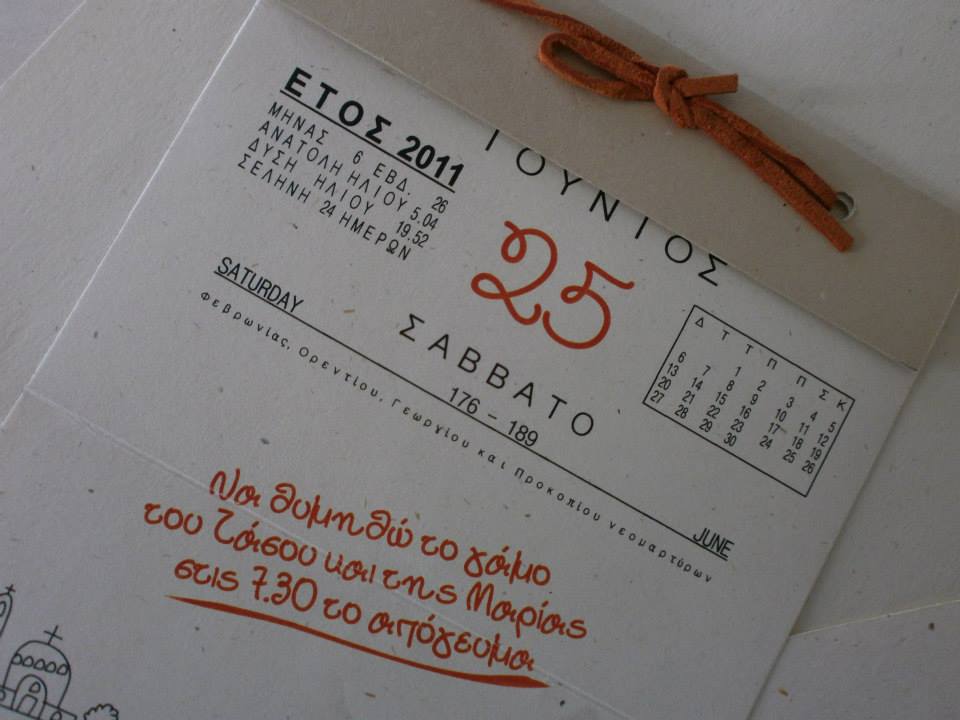 ΕΤΟΣ 2011
ΜΗΝΑΣ 6 ΕΒΔ. 26
ΑΝΑΤΟΛΗ ΗΛΙΟΥ 5.04
ΔΥΣΗ ΗΛΙΟΥ 19.52
ΣΕΛΗΝΗ 24 ΗΜΕΡΩΝ
ΙΟΥΝΙΟΣ
25
ΣΑΒΒΑΤΟ
Δ Τ Τ Π Π Σ Κ
1 2 3 4 5
6 7 8 9 10 11 12
13 14 15 16 17 18 19
20 21 22 23 24 25 26
27 28 29 30
SATURDAY 176 – 189 JUNE
Φεβρωνίας, Ορεντίου, Γεωργίου και Προκοπίου νεομαρτύρων
Να θυμηθώ το γάμο
του Τάσου και της Μαρίας
στις 7.30 το απόγευμα